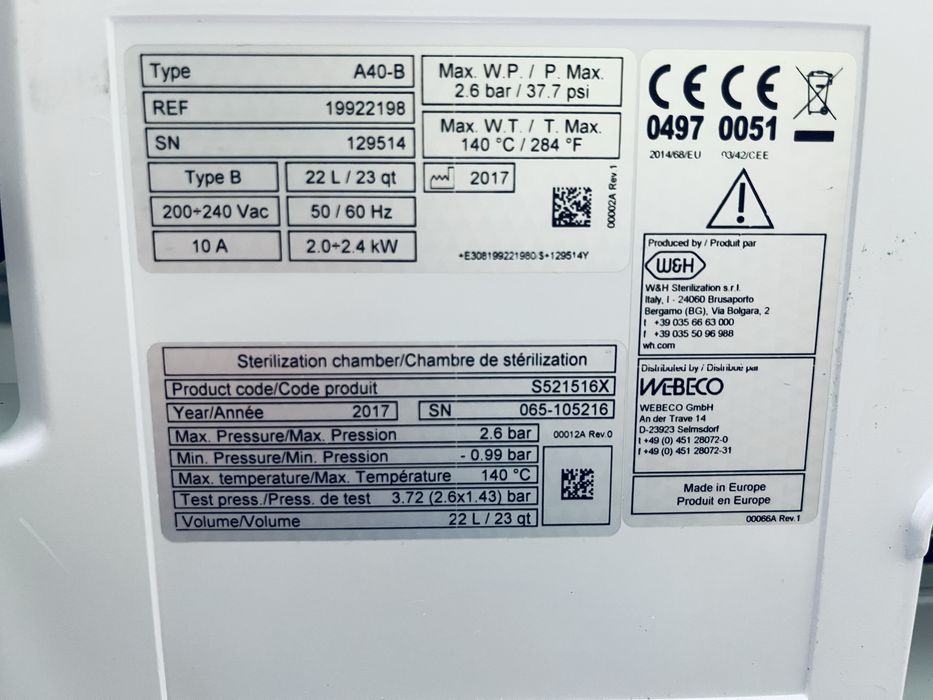 Type A40-B
REF 19922198
SN 129514
Type B 22 L / 23 qt 2017
200÷240 Vac 50 / 60 Hz
10 A 2.0÷2.4 kW
Max. W.P. / P. Max.
2.6 bar / 37.7 psi
Max. W.T. / T. Max.
140 °C / 284 °F
00002A Rev.1
+E308199221980 S+129514Y
CE CE
0497 0051
2014/68/EU 93/42/CEE
Produced by / Produit par
W&H
W&H Sterilization s.r.l.
Italy, I - 24060 Brusaporto
Bergamo (BG), Via Bolgara, 2
t +39 035 66 63 000
f +39 035 50 96 988
wh.com
Distributed by / Distribué par
WEBECO
WEBECO GmbH
An der Trave 14
D-23923 Selmsdorf
t +49 (0) 451 28072-0
f +49 (0) 451 28072-31
Made in Europe
Produit en Europe
00066A Rev.1
Sterilization chamber/Chambre de stérilization
Product code/Code produit S521516X
Year/Année 2017 SN 065-105216
Max. Pressure/Max. Pression 2.6 bar
00012A Rev.0
Min. Pressure/Min. Pression - 0.99 bar
Max. temperature/Max. Température 140 °C
Test press./Press. de test 3.72 (2.6x1.43) bar
Volume/Volume 22 L / 23 qt